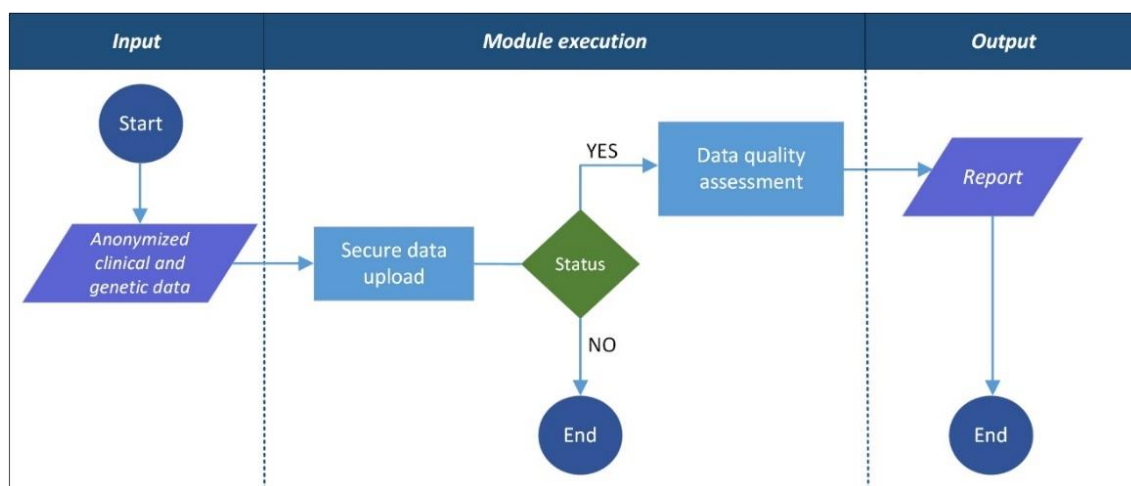 Input
Module execution
Output
Start
Anonymized
clinical and
genetic data
Secure data
upload
Status
YES
NO
Data quality
assessment
Report
End
End